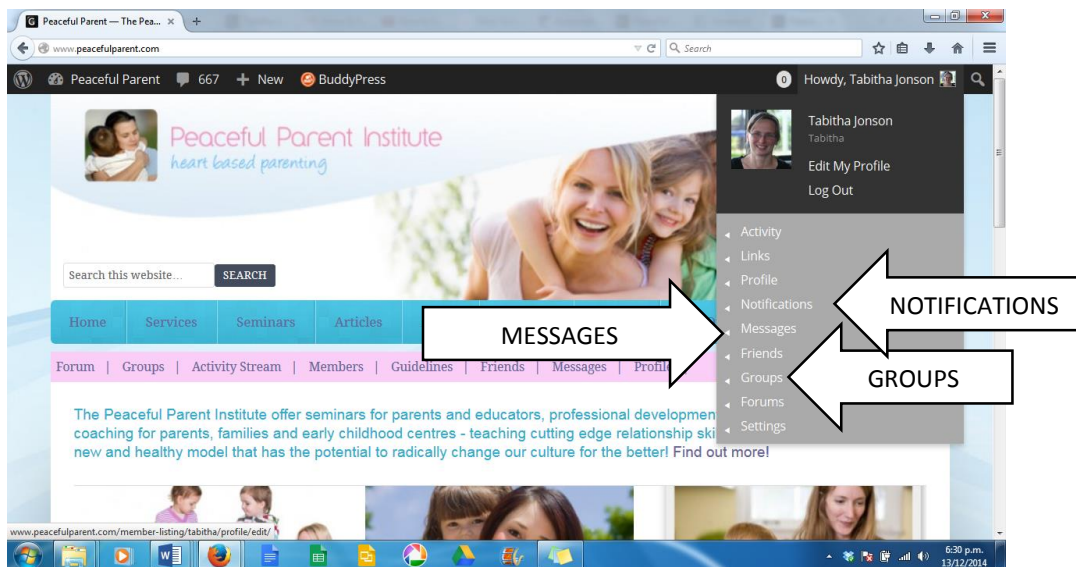 Peaceful Parent — The Pea... ×
www.peacefulparent.com
Search
Peaceful Parent 667 + New BuddyPress
0 Howdy, Tabitha Jonson
Peaceful Parent Institute
heart based parenting
Tabitha Jonson
Tabitha
Edit My Profile
Log Out
Search this website...
SEARCH
Activity
Links
Profile
Notifications
Messages
Friends
Groups
Forums
Settings
NOTIFICATIONS
MESSAGES
GROUPS
Home Services Seminars Articles
Forum | Groups | Activity Stream | Members | Guidelines | Friends | Messages |
The Peaceful Parent Institute offer seminars for parents and educators, professional
coaching for parents, families and early childhood centres - teaching cutting edge relationship
new and healthy model that has the potential to radically change our culture for the better! Find out more!
www.peacefulparent.com/member-listing/tabitha/profile/edit/
6:30 p.m.
13/12/2014